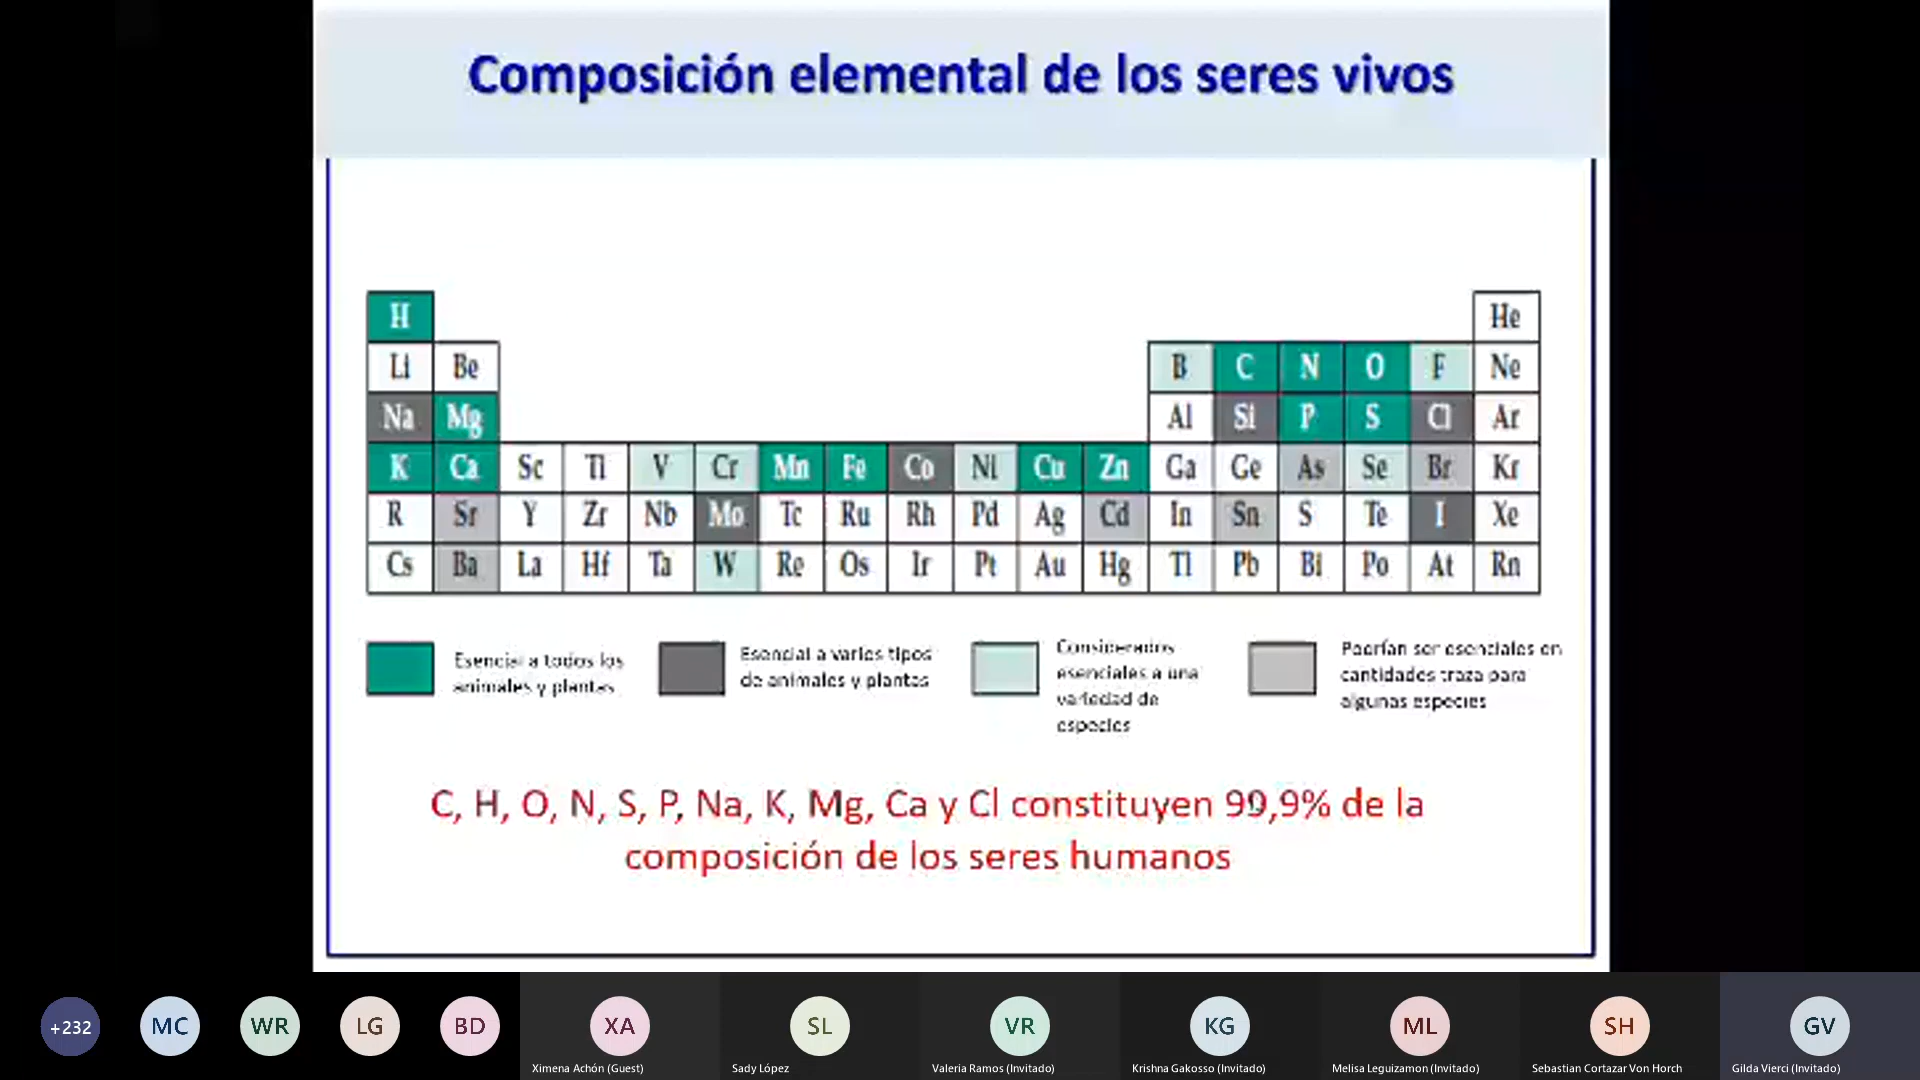 Composición elemental de los seres vivos
H He
Li Be B C N O F Ne
Na Mg Al Si P S Cl Ar
K Ca Sc Ti V Cr Mn Fe Co Ni Cu Zn Ga Ge As Se Br Kr
R Sr Y Zr Nb Mo Tc Ru Rh Pd Ag Cd In Sn S Te I Xe
Cs Ba La Hf Ta W Re Os Ir Pt Au Hg Tl Pb Bi Po At Rn
Esencial a todos los
animales y plantas
Esencial a varios tipos
de animales y plantas
Considerados
esenciales a una
variedad de
especies
Podrían ser esenciales en
cantidades traza para
algunas especies
C, H, O, N, S, P, Na, K, Mg, Ca y Cl constituyen 99,9% de la
composición de los seres humanos
+232 MC WR LG BD XA SL VR KG ML SH GV
Ximena Achón (Guest) Sady López Valeria Ramos (Invitado) Krishna Gakosso (Invitado) Melisa Leguizamon (Invitado) Sebastian Cortazar Von Horch Gilda Vierci (Invitado)